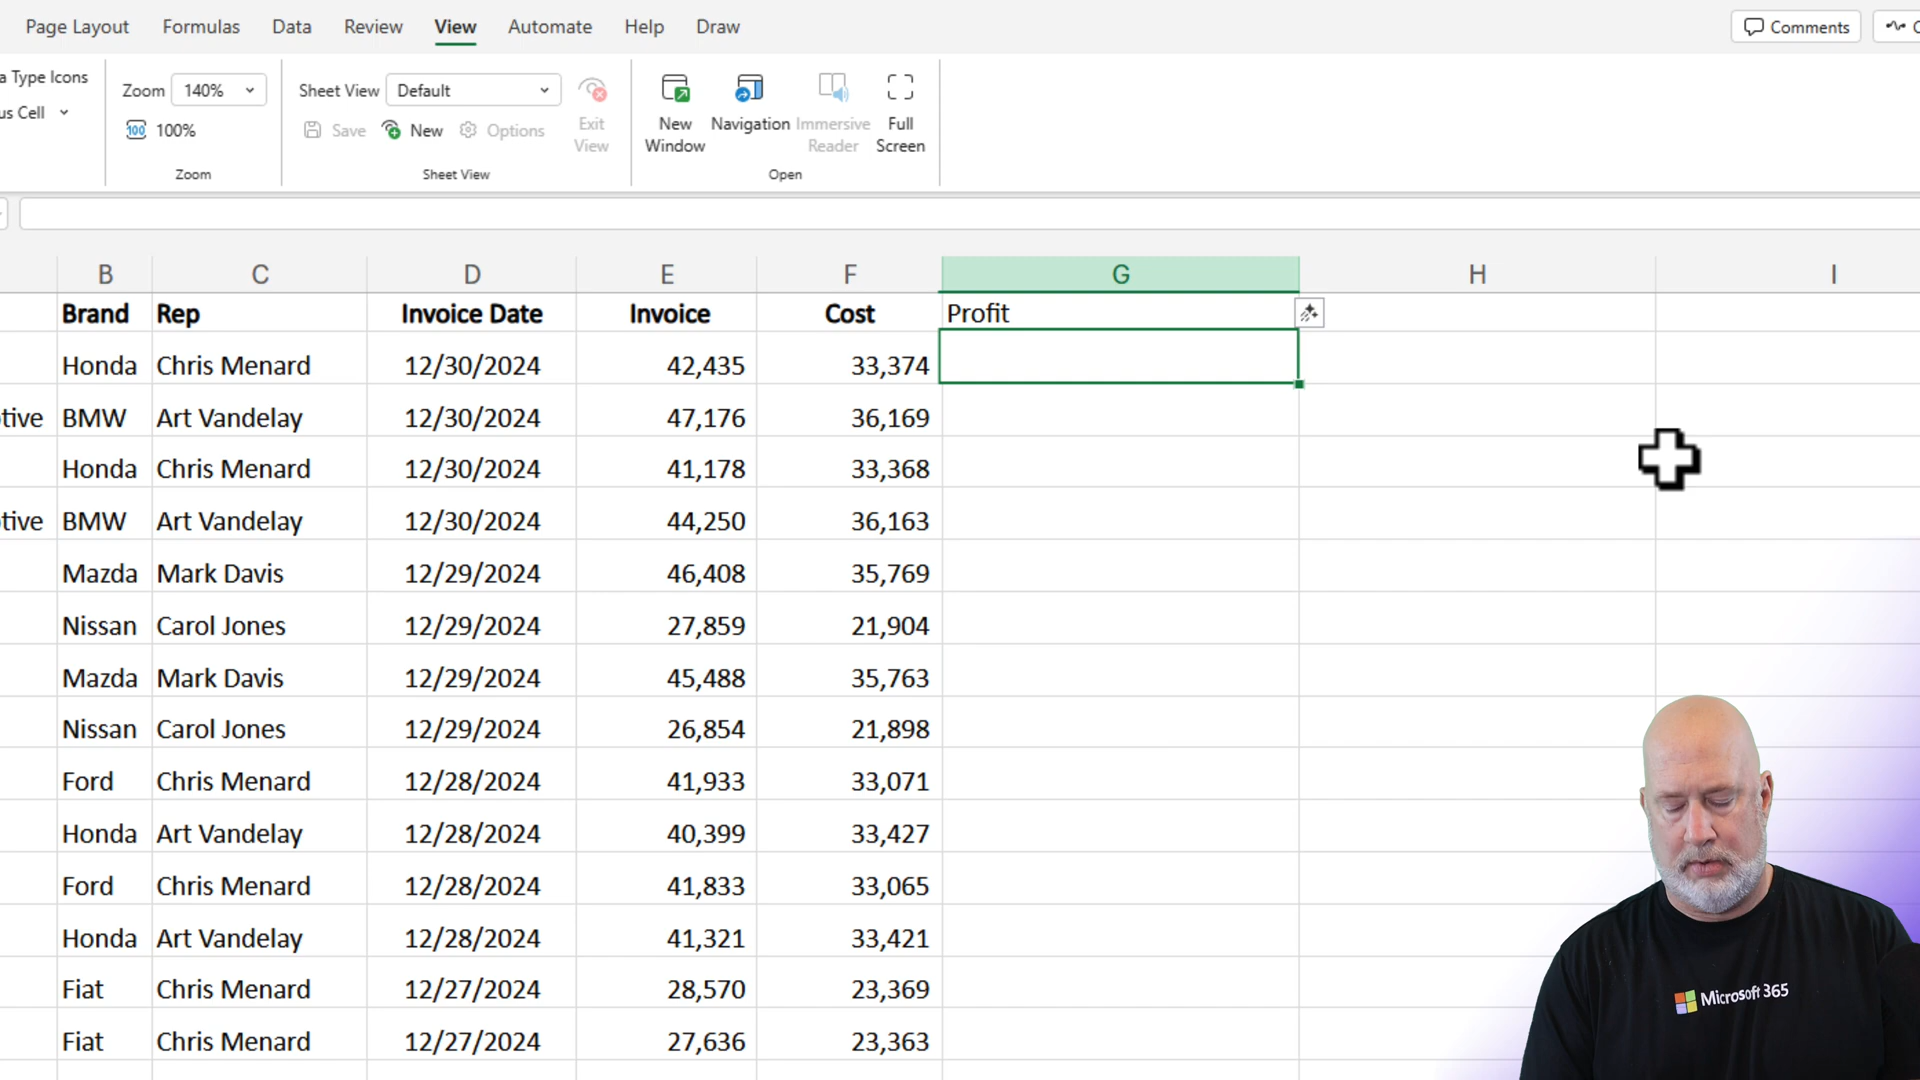 Page Layout Formulas Data Review View Automate Help Draw Comments
a Type Icons
Zoom 140% Sheet View Default
us Cell
100 100% Save New Options Exit View New Window Navigation Immersive Reader Full Screen
Zoom Sheet View Open
B C D E F G H I
Brand Rep Invoice Date Invoice Cost Profit
Honda Chris Menard 12/30/2024 42,435 33,374
tive BMW Art Vandelay 12/30/2024 47,176 36,169
Honda Chris Menard 12/30/2024 41,178 33,368
tive BMW Art Vandelay 12/30/2024 44,250 36,163
Mazda Mark Davis 12/29/2024 46,408 35,769
Nissan Carol Jones 12/29/2024 27,859 21,904
Mazda Mark Davis 12/29/2024 45,488 35,763
Nissan Carol Jones 12/29/2024 26,854 21,898
Ford Chris Menard 12/28/2024 41,933 33,071
Honda Art Vandelay 12/28/2024 40,399 33,427
Ford Chris Menard 12/28/2024 41,833 33,065
Honda Art Vandelay 12/28/2024 41,321 33,421
Fiat Chris Menard 12/27/2024 28,570 23,369
Fiat Chris Menard 12/27/2024 27,636 23,363
Microsoft 365